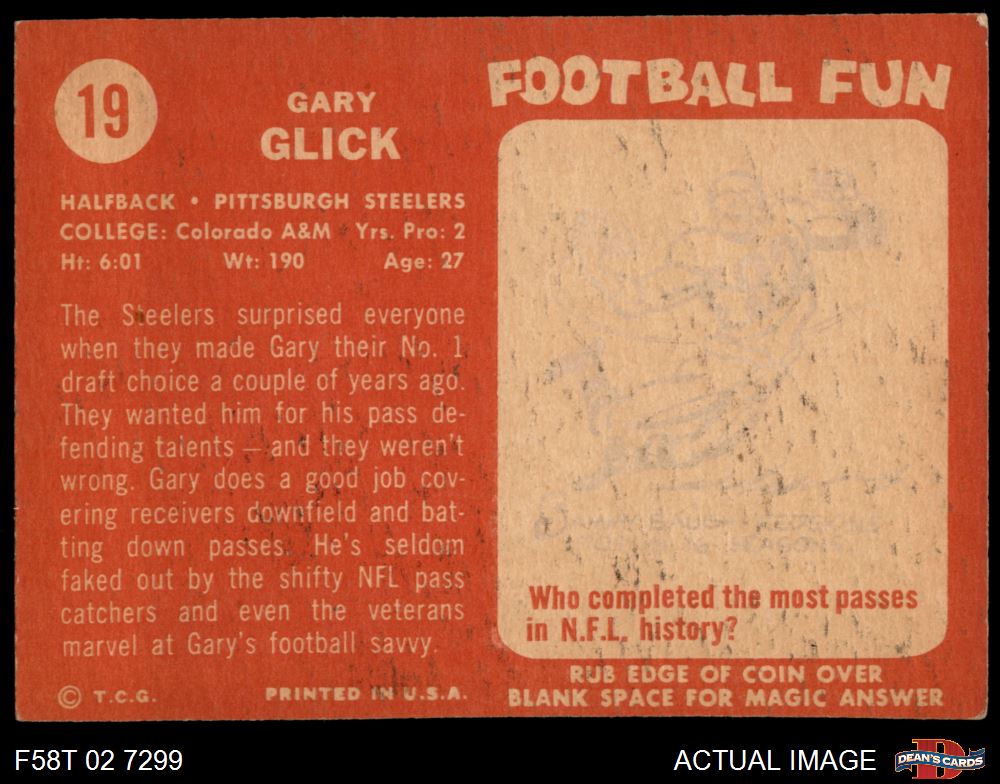 19
GARY
GLICK
HALFBACK • PITTSBURGH STEELERS
COLLEGE: Colorado A&M Yrs. Pro: 2
Ht: 6:01 Wt: 190 Age: 27
The Steelers surprised everyone
when they made Gary their No. 1
draft choice a couple of years ago.
They wanted him for his pass de-
fending talents — and they weren't
wrong. Gary does a good job cov-
ering receivers downfield and bat-
ting down passes. He's seldom
faked out by the shifty NFL pass
catchers and even the veterans
marvel at Gary's football savvy.
© T.C.G. PRINTED IN U.S.A.
FOOTBALL FUN
Who completed the most passes
in N.F.L. history?
RUB EDGE OF COIN OVER
BLANK SPACE FOR MAGIC ANSWER
F58T 02 7299
ACTUAL IMAGE
DEAN'S CARDS